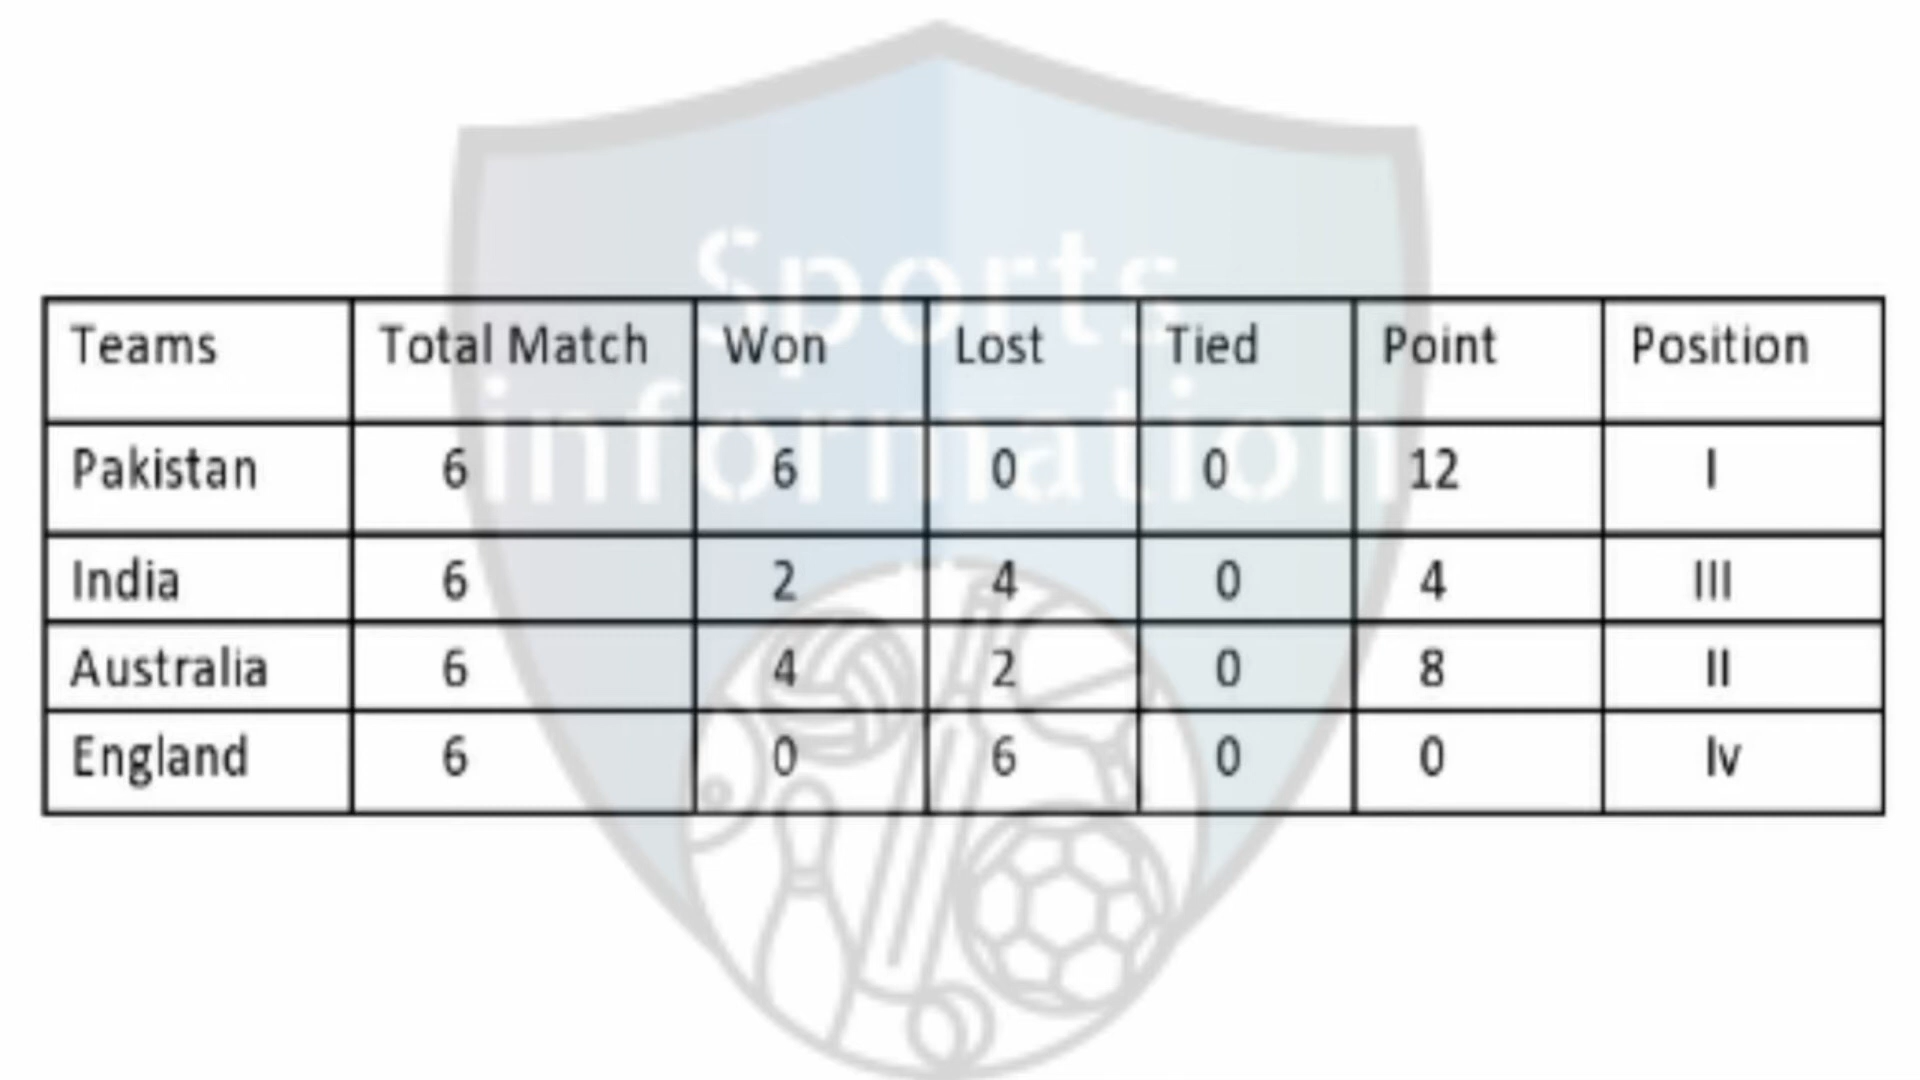 Sports
information
Teams Total Match Won Lost Tied Point Position
Pakistan 6 6 0 0 12 I
India 6 2 4 0 4 III
Australia 6 4 2 0 8 II
England 6 0 6 0 0 Iv